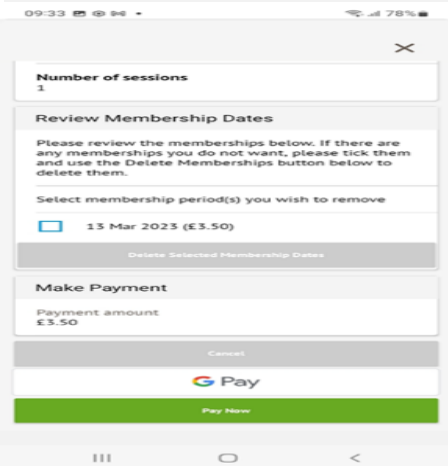 09:33
78%
Number of sessions
1
Review Membership Dates
Please review the memberships below. If there are
any memberships you do not want, please tick them
and use the Delete Memberships button below to
delete them.
Select membership period(s) you wish to remove
13 Mar 2023 (£3.50)
Delete Selected Membership Dates
Make Payment
Payment amount
£3.50
Cancel
G Pay
Pay Now